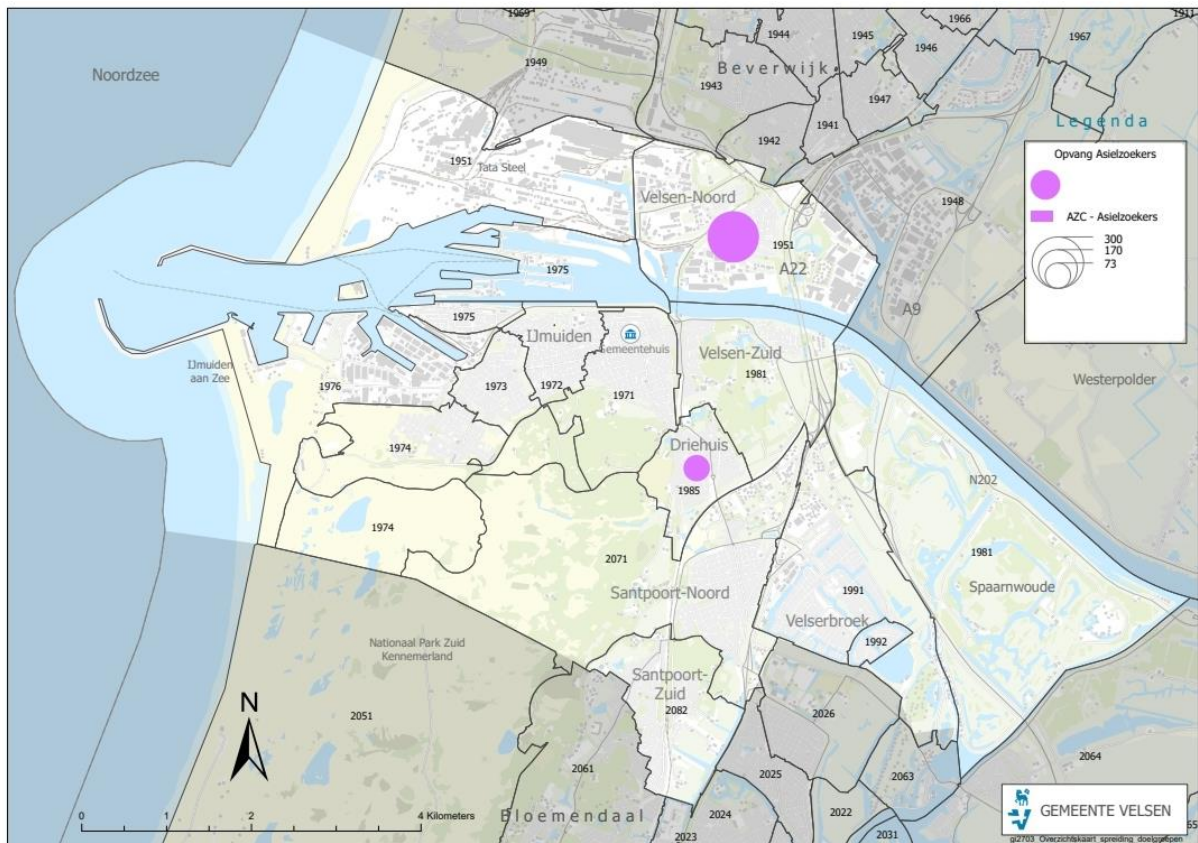 1969
1944
1945
1966
1911
1967
1946
1949
1943
Beverwijk
1947
Noordzee
1941
1942
Legenda
Opvang Asielzoekers
AZC - Asielzoekers
300
170
73
1951
Tata Steel
Velsen-Noord
1948
1951
A22
1975
A9
1975
IJmuiden
Gemeentehuis
Velsen-Zuid
IJmuiden
aan Zee
1976
1973
1972
1971
1981
Westerpolder
1974
Driehuis
1985
N202
1974
2071
1981
Spaarnwoude
Santpoort-Noord
1991
Velserbroek
1992
Nationaal Park Zuid
Kennemerland
Santpoort-
Zuid
2082
N
2051
2026
2064
2061
2025
2063
0
4 Kilometers
Bloemendaal
2024
2022
2023
2031
GEMEENTE VELSEN
gi2703_Overzichtskaart_spreiding_doelgroepen